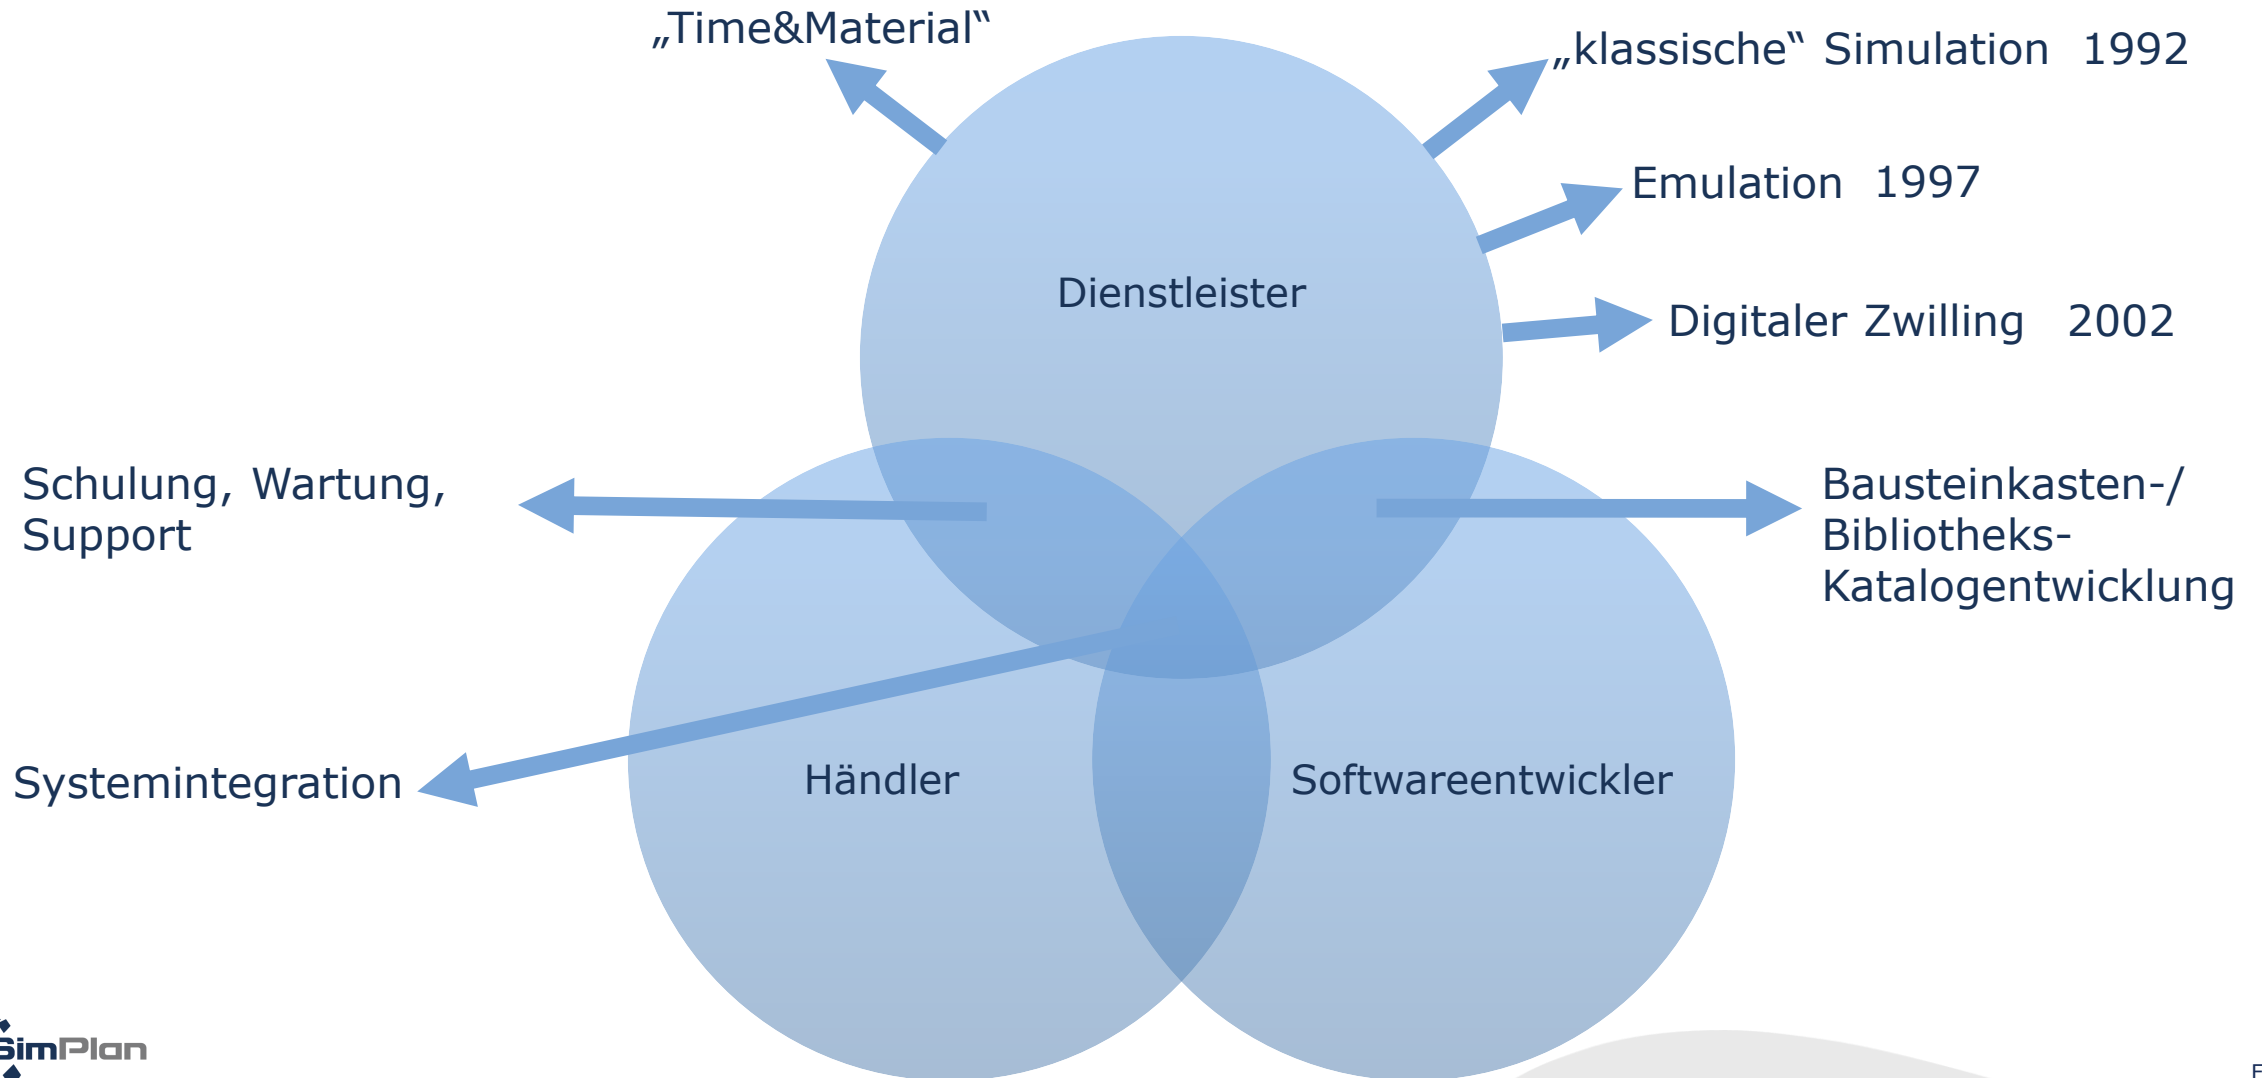 „Time&Material“
„klassische“ Simulation 1992
Emulation 1997
Dienstleister
Digitaler Zwilling 2002
Schulung, Wartung,
Support
Bausteinkasten-/
Bibliotheks-
Katalogentwicklung
Systemintegration
Händler
Softwareentwickler
SimPlan